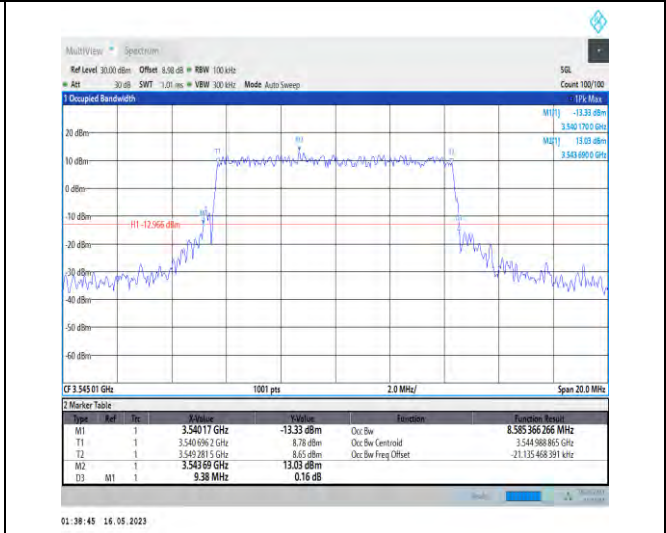 MultiView Spectrum
Ref Level 30.00 dBm Offset 8.98 dB RBW 100 kHz SGL
Att 30 dB SWT 1.01 ms VBW 300 kHz Mode Auto Sweep Count 100/100
1 Occupied Bandwidth 1Pk Max
M1[1] -13.33 dBm
3.540 170 0 GHz
M2[1] 13.03 dBm
3.543 690 0 GHz
20 dBm
M2
T1
10 dBm
0 dBm
-10 dBm
H1 -12.966 dBm
-20 dBm
-30 dBm
-40 dBm
-50 dBm
-60 dBm
CF 3.545 01 GHz 1001 pts 2.0 MHz/ Span 20.0 MHz
2 Marker Table
Type Ref Trc X-Value Y-Value Function Function Result
M1 1 3.540 17 GHz -13.33 dBm Occ Bw 8.585 366 266 MHz
T1 1 3.540 696 2 GHz 8.78 dBm Occ Bw Centroid 3.544 988 865 GHz
T2 1 3.549 281 5 GHz 8.65 dBm Occ Bw Freq Offset -21.135 468 391 kHz
M2 1 3.543 69 GHz 13.03 dBm
D3 M1 1 9.38 MHz 0.16 dB
01:38:45 16.05.2023